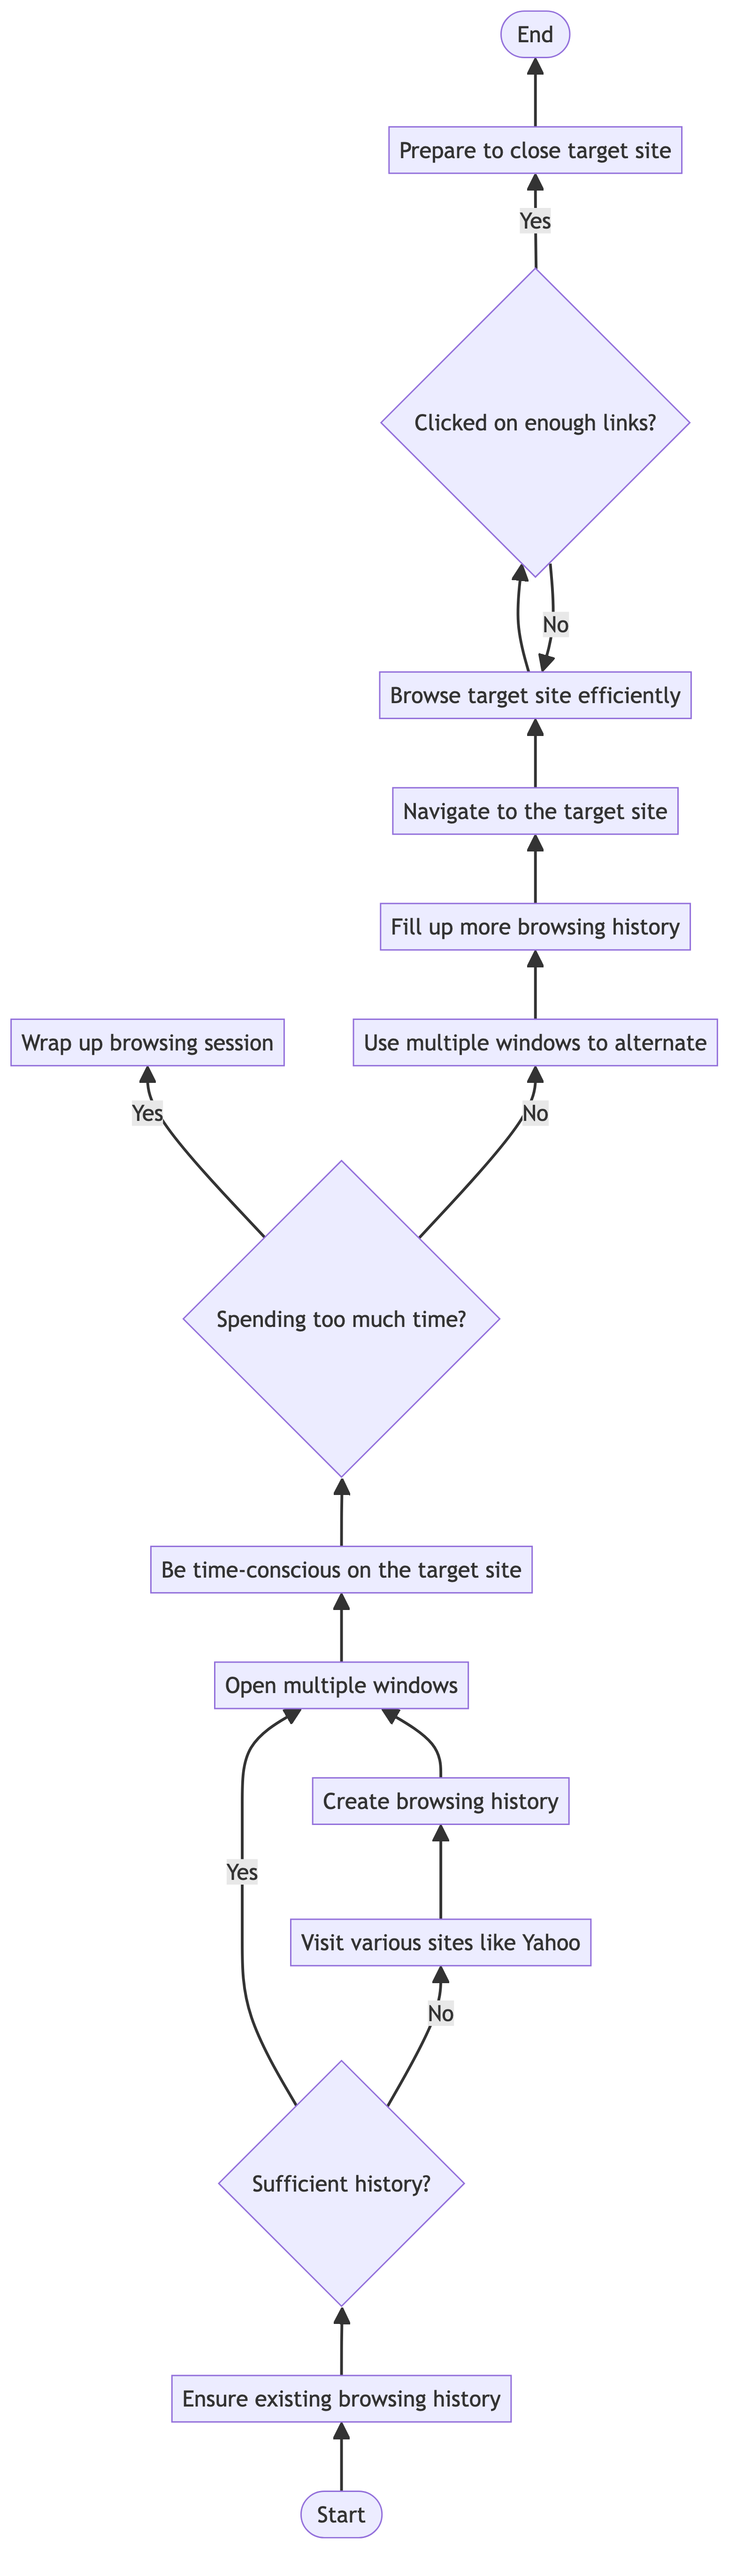 End
Prepare to close target site
Yes
Clicked on enough links?
No
Browse target site efficiently
Navigate to the target site
Fill up more browsing history
Wrap up browsing session
Use multiple windows to alternate
Yes
No
Spending too much time?
Be time-conscious on the target site
Open multiple windows
Create browsing history
Yes
Visit various sites like Yahoo
No
Sufficient history?
Ensure existing browsing history
Start